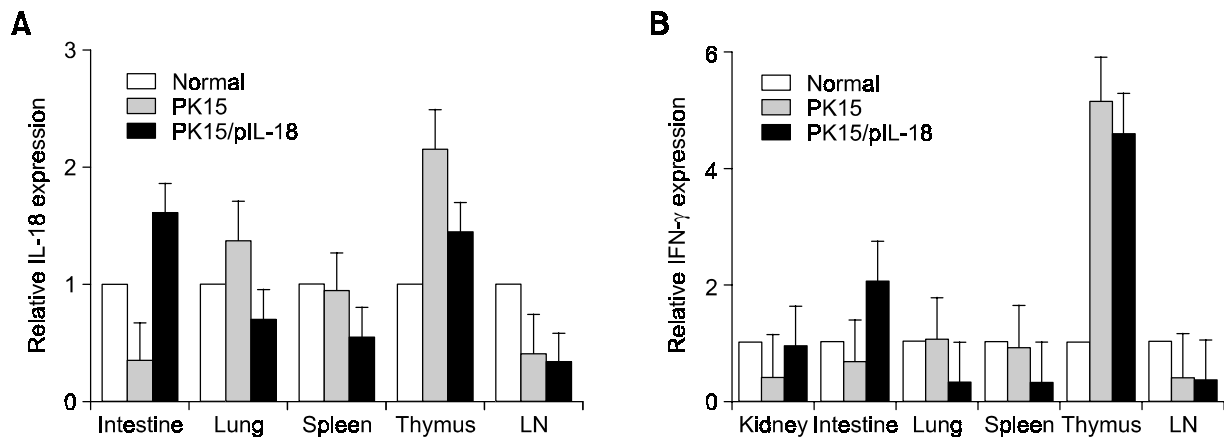 A
Relative IL-18 expression
3
2
1
0
Normal
PK15
PK15/pIL-18
Intestine Lung Spleen Thymus LN
B
Relative IFN-γ expression
6
4
2
0
Normal
PK15
PK15/pIL-18
Kidney Intestine Lung Spleen Thymus LN